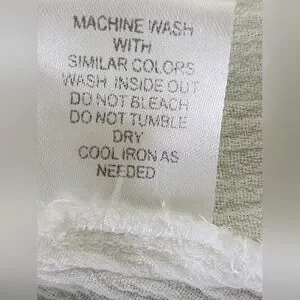 MACHINE WASH
WITH
SIMILAR COLORS
WASH INSIDE OUT
DO NOT BLEACH
DO NOT TUMBLE
DRY
COOL IRON AS
NEEDED